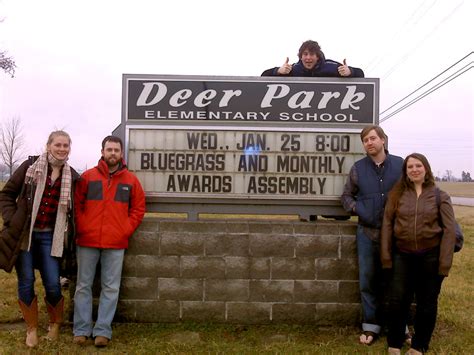 Deer Park
ELEMENTARY SCHOOL
WED., JAN. 25 8:00
BLUEGRASS AND MONTHLY
AWARDS ASSEMBLY